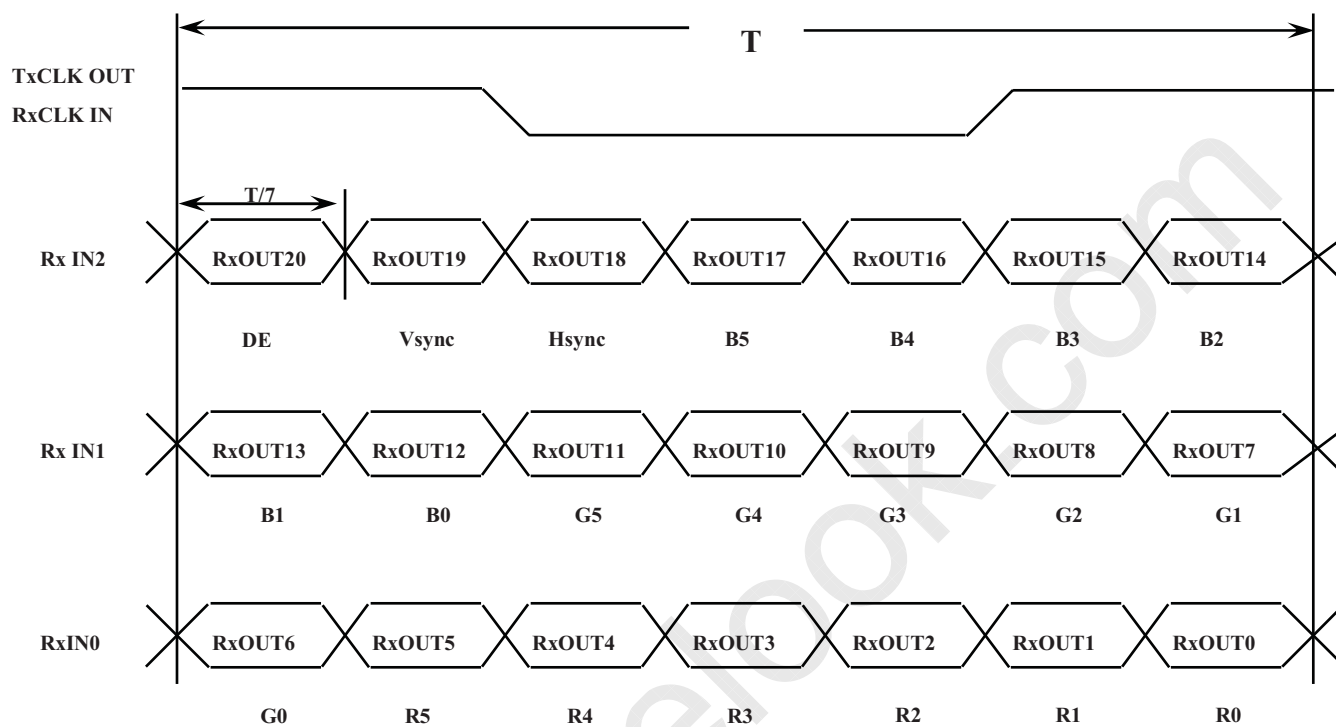 T
TxCLK OUT
RxCLK IN
T/7
Rx IN2 RxOUT20 RxOUT19 RxOUT18 RxOUT17 RxOUT16 RxOUT15 RxOUT14
DE Vsync Hsync B5 B4 B3 B2
Rx IN1 RxOUT13 RxOUT12 RxOUT11 RxOUT10 RxOUT9 RxOUT8 RxOUT7
B1 B0 G5 G4 G3 G2 G1
RxIN0 RxOUT6 RxOUT5 RxOUT4 RxOUT3 RxOUT2 RxOUT1 RxOUT0
G0 R5 R4 R3 R2 R1 R0
elook_com